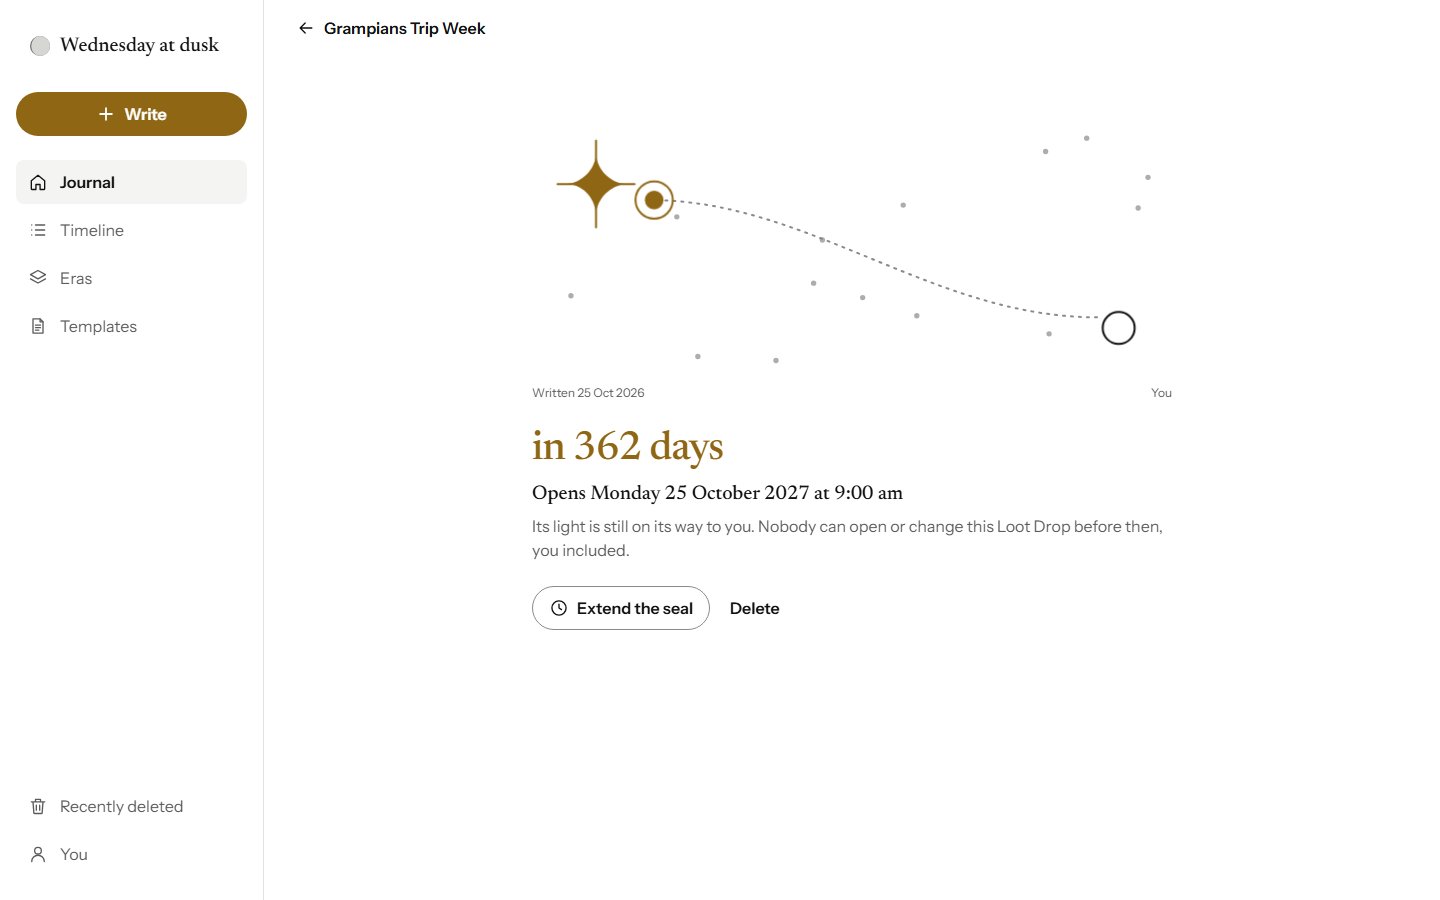 Wednesday at dusk
Write
Journal
Timeline
Eras
Templates
Recently deleted
You
Grampians Trip Week
Written 25 Oct 2026
You
in 362 days
Opens Monday 25 October 2027 at 9:00 am
Its light is still on its way to you. Nobody can open or change this Loot Drop before then,
you included.
Extend the seal
Delete